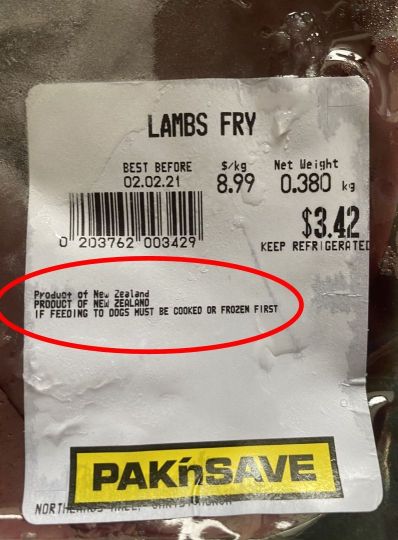 LAMBS FRY
BEST BEFORE $/kg Net Weight
02.02.21 8.99 0.380 kg
$3.42
KEEP REFRIGERATED
0 203762 003429
Product of New Zealand
PRODUCT OF NEW ZEALAND
IF FEEDING TO DOGS MUST BE COOKED OR FROZEN FIRST
PAK'nSAVE